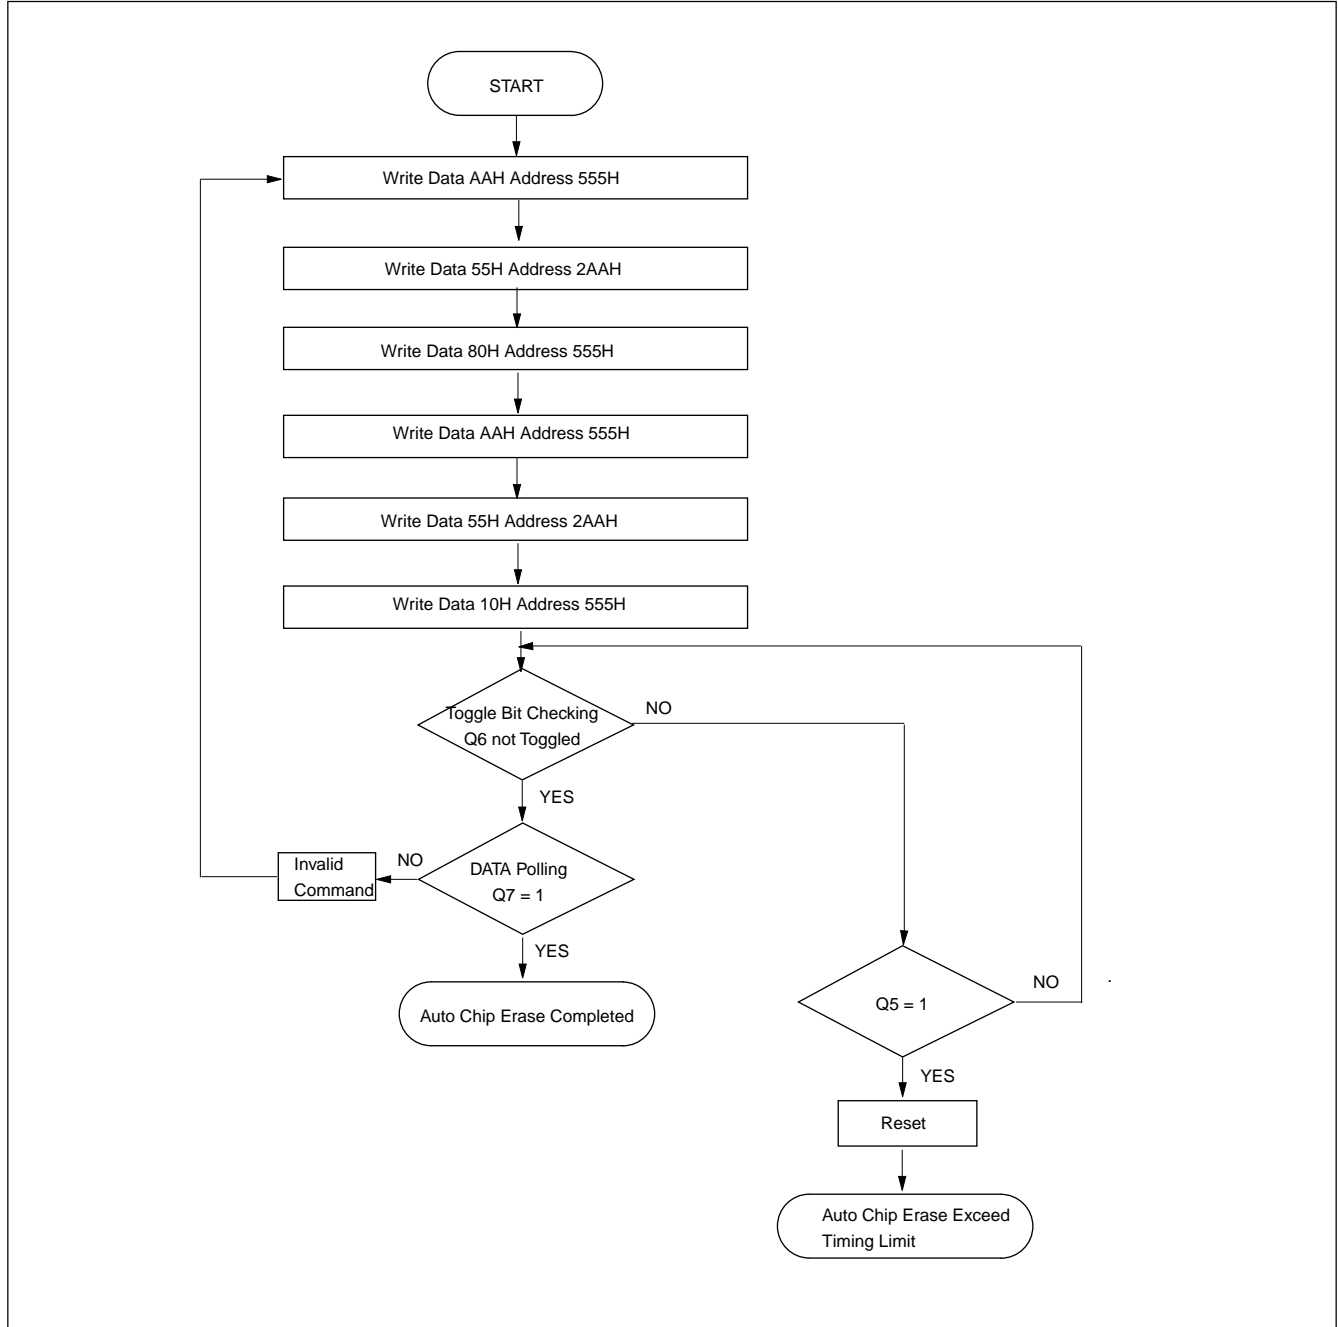 START
Write Data AAH Address 555H
Write Data 55H Address 2AAH
Write Data 80H Address 555H
Write Data AAH Address 555H
Write Data 55H Address 2AAH
Write Data 10H Address 555H
Toggle Bit Checking
Q6 not Toggled
NO
YES
Invalid
Command
NO
DATA Polling
Q7 = 1
YES
Auto Chip Erase Completed
Q5 = 1
NO
.
YES
Reset
Auto Chip Erase Exceed
Timing Limit